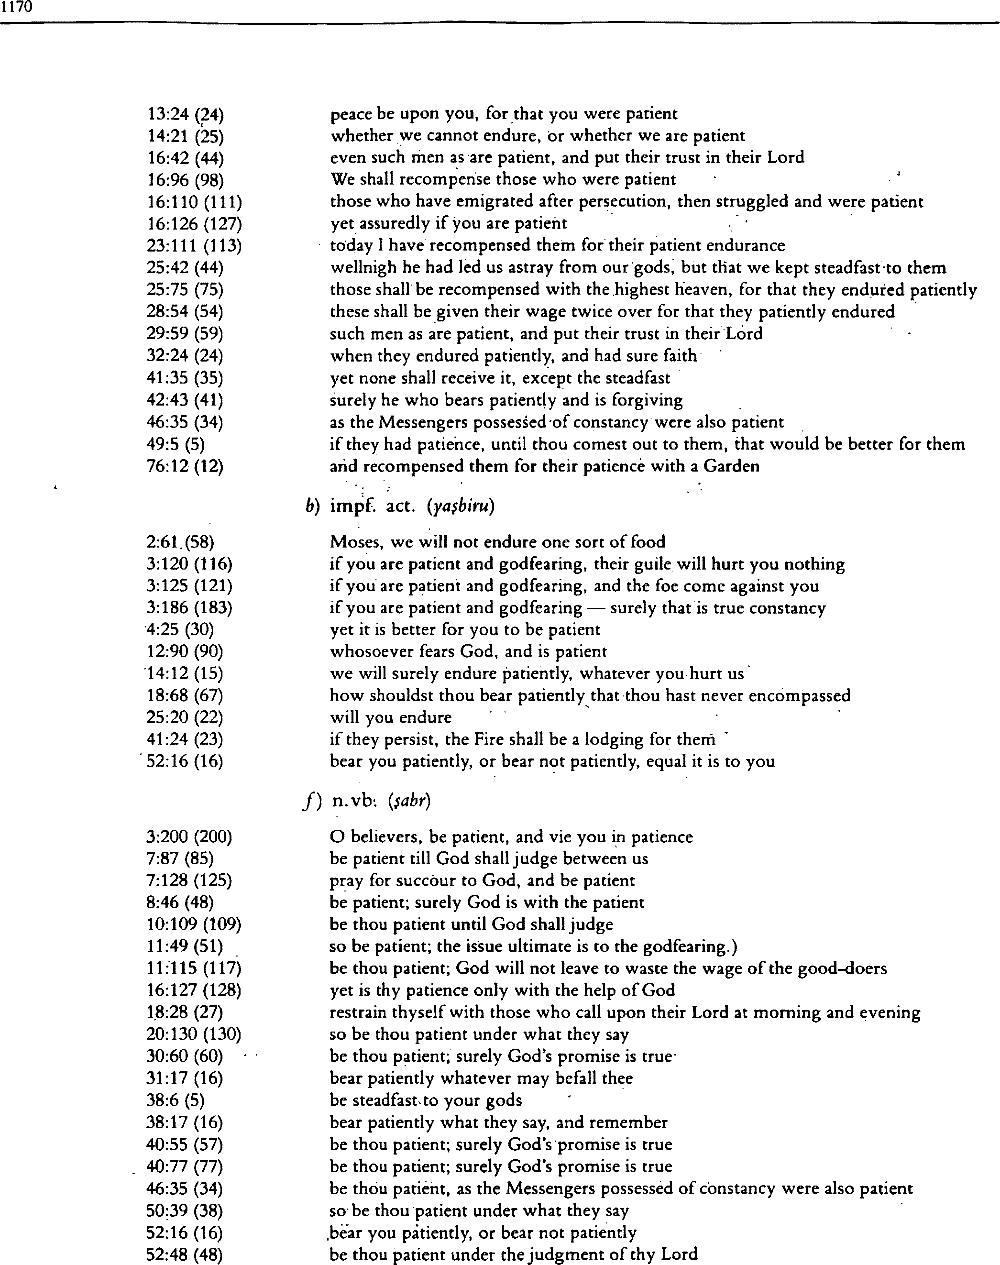 1170
13:24 (24) peace be upon you, for that you were patient
14:21 (25) whether we cannot endure, or whether we are patient
16:42 (44) even such men as are patient, and put their trust in their Lord
16:96 (98) We shall recompense those who were patient
16:110 (111) those who have emigrated after persecution, then struggled and were patient
16:126 (127) yet assuredly if you are patient
23:111 (113) today I have recompensed them for their patient endurance
25:42 (44) wellnigh he had led us astray from our gods, but that we kept steadfast to them
25:75 (75) those shall be recompensed with the highest heaven, for that they endured patiently
28:54 (54) these shall be given their wage twice over for that they patiently endured
29:59 (59) such men as are patient, and put their trust in their Lord
32:24 (24) when they endured patiently, and had sure faith
41:35 (35) yet none shall receive it, except the steadfast
42:43 (41) surely he who bears patiently and is forgiving
46:35 (34) as the Messengers possessed of constancy were also patient
49:5 (5) if they had patience, until thou comest out to them, that would be better for them
76:12 (12) and recompensed them for their patience with a Garden
b) impf. act. (yaṣbiru)
2:61 (58) Moses, we will not endure one sort of food
3:120 (116) if you are patient and godfearing, their guile will hurt you nothing
3:125 (121) if you are patient and godfearing, and the foe come against you
3:186 (183) if you are patient and godfearing — surely that is true constancy
4:25 (30) yet it is better for you to be patient
12:90 (90) whosoever fears God, and is patient
14:12 (15) we will surely endure patiently, whatever you hurt us
18:68 (67) how shouldst thou bear patiently that thou hast never encompassed
25:20 (22) will you endure
41:24 (23) if they persist, the Fire shall be a lodging for them
52:16 (16) bear you patiently, or bear not patiently, equal it is to you
f) n.vb. (ṣabr)
3:200 (200) O believers, be patient, and vie you in patience
7:87 (85) be patient till God shall judge between us
7:128 (125) pray for succour to God, and be patient
8:46 (48) be patient; surely God is with the patient
10:109 (109) be thou patient until God shall judge
11:49 (51) so be patient; the issue ultimate is to the godfearing.)
11:115 (117) be thou patient; God will not leave to waste the wage of the good-doers
16:127 (128) yet is thy patience only with the help of God
18:28 (27) restrain thyself with those who call upon their Lord at morning and evening
20:130 (130) so be thou patient under what they say
30:60 (60) be thou patient; surely God's promise is true
31:17 (16) bear patiently whatever may befall thee
38:6 (5) be steadfast to your gods
38:17 (16) bear patiently what they say, and remember
40:55 (57) be thou patient; surely God's promise is true
40:77 (77) be thou patient; surely God's promise is true
46:35 (34) be thou patient, as the Messengers possessed of constancy were also patient
50:39 (38) so be thou patient under what they say
52:16 (16) bear you patiently, or bear not patiently
52:48 (48) be thou patient under the judgment of thy Lord